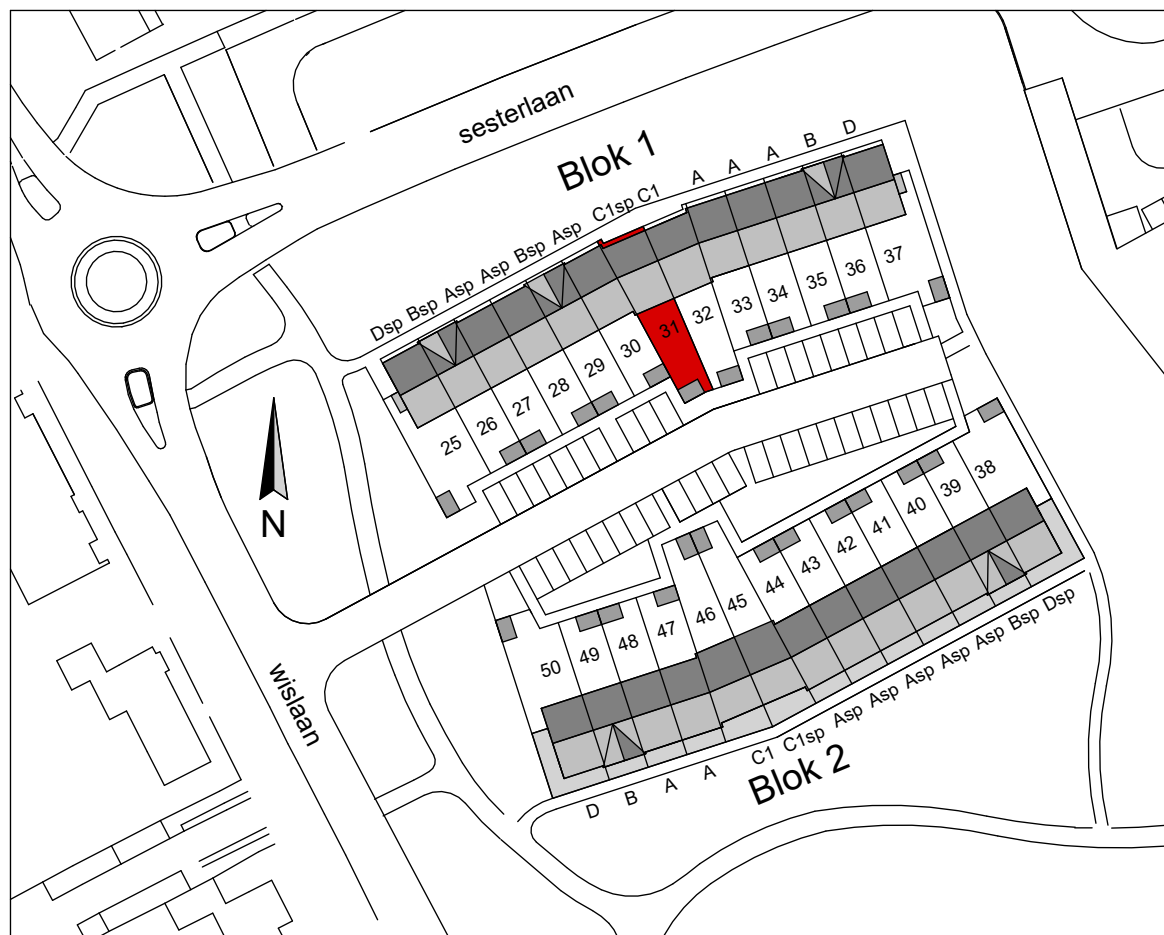 sesterlaan
Blok 1
Dsp Bsp Asp Asp Bsp Asp C1sp C1 A A A B D
25 26 27 28 29 30 31 32 33 34 35 36 37
N
wislaan
50 49 48 47 46 45 44 43 42 41 40 39 38
D B A A C1 C1sp Asp Asp Asp Asp Asp Bsp Dsp
Blok 2